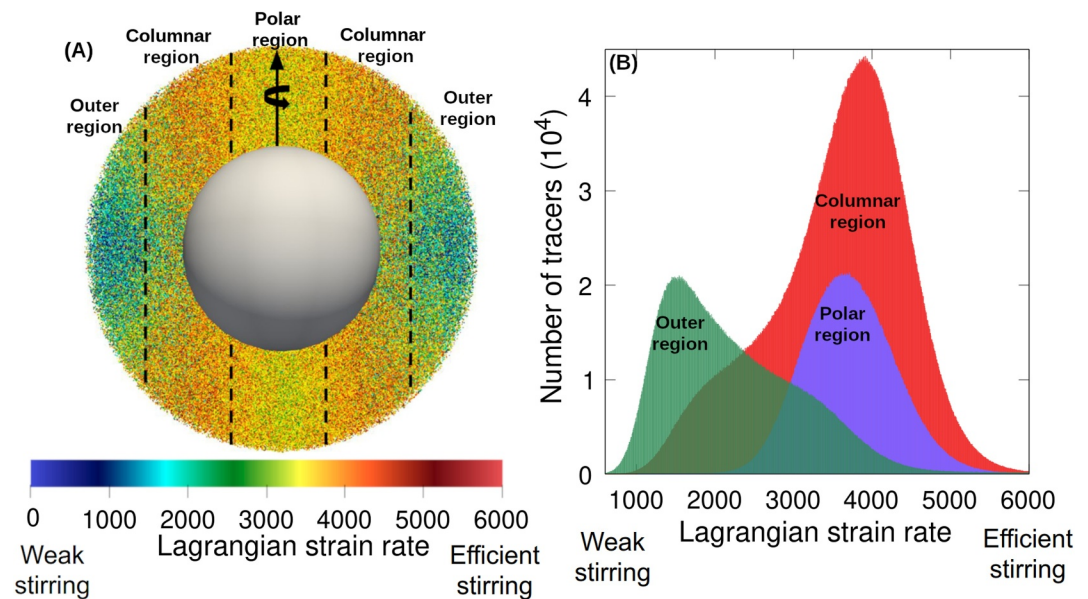 (A)
Columnar
region
Polar
region
Columnar
region
Outer
region
Outer
region
0 1000 2000 3000 4000 5000 6000
Lagrangian strain rate
Weak
stirring
Efficient
stirring
(B)
Number of tracers (10⁴)
4
3
2
1
0
Columnar
region
Polar
region
Outer
region
1000 2000 3000 4000 5000 6000
Lagrangian strain rate
Weak
stirring
Efficient
stirring